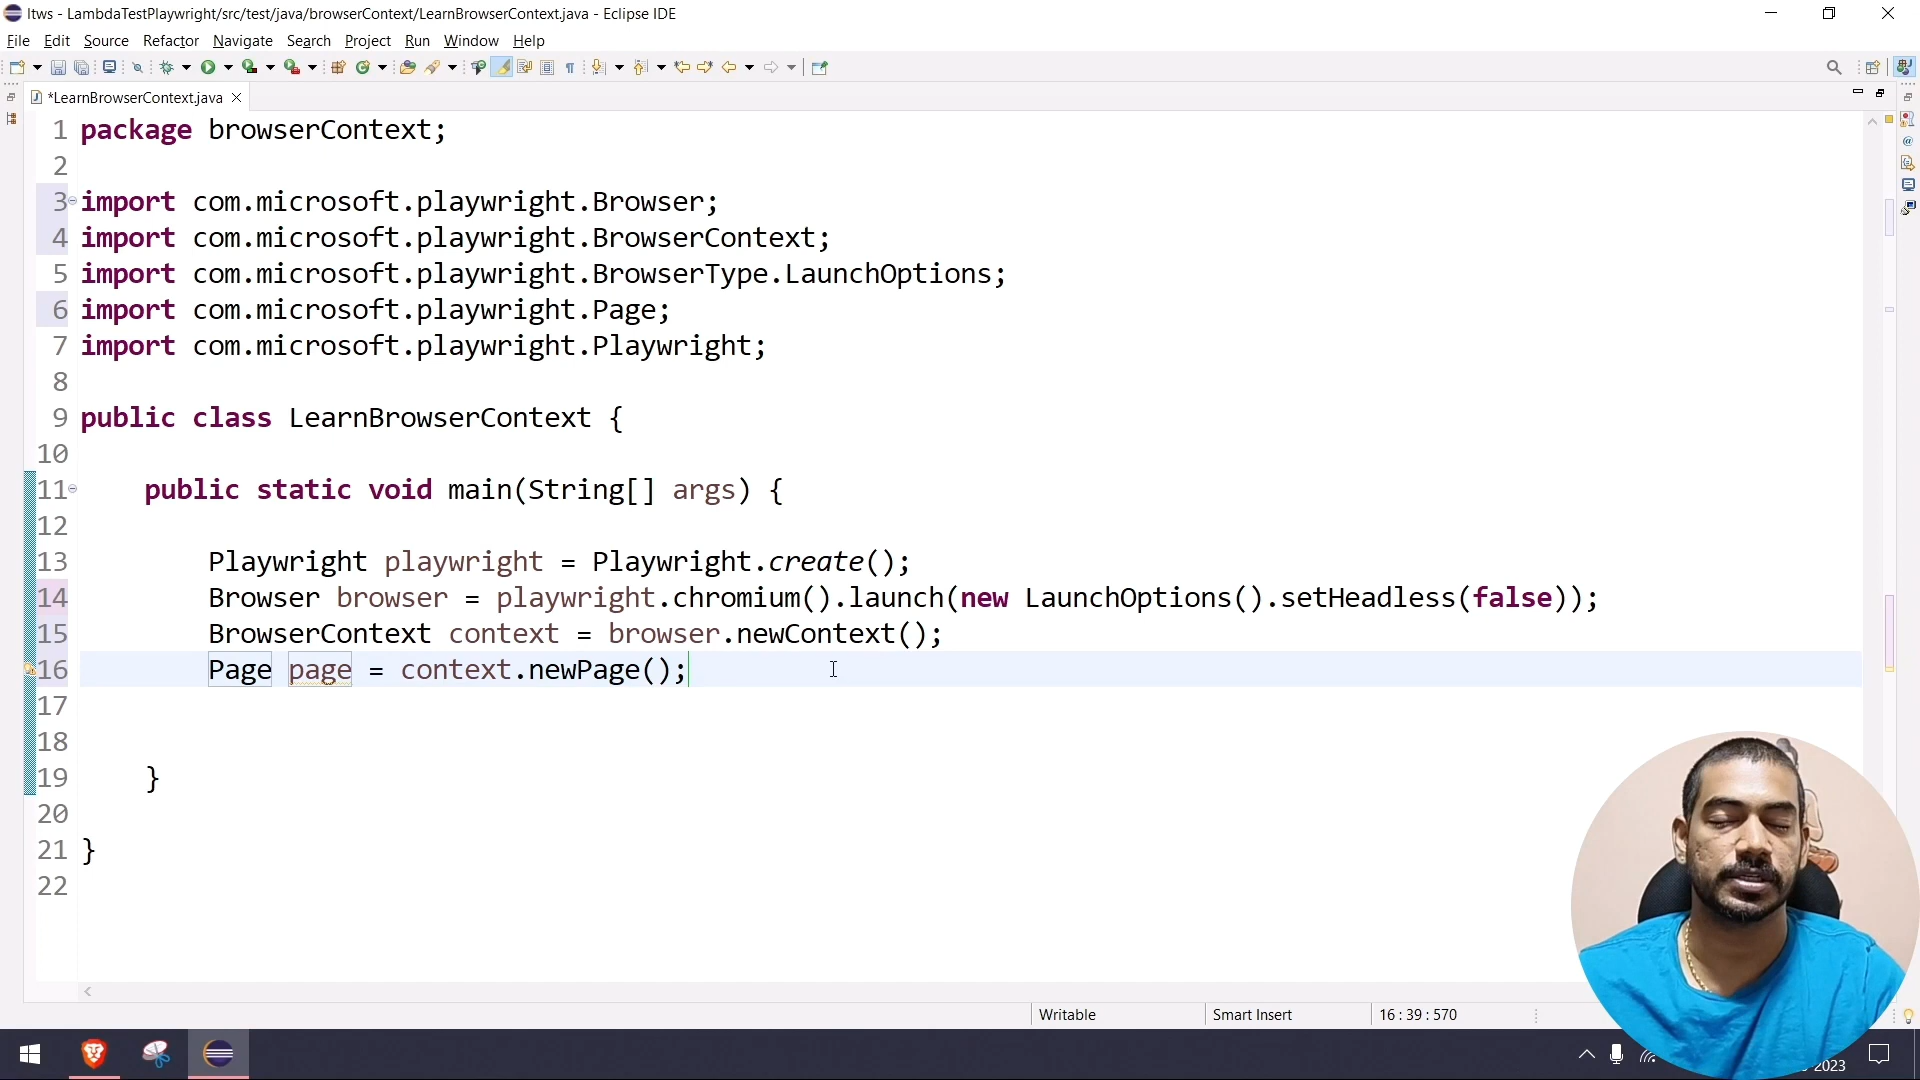 ltws - LambdaTestPlaywright/src/test/java/browserContext/LearnBrowserContext.java - Eclipse IDE
File Edit Source Refactor Navigate Search Project Run Window Help
*LearnBrowserContext.java
1 package browserContext;
2
3 import com.microsoft.playwright.Browser;
4 import com.microsoft.playwright.BrowserContext;
5 import com.microsoft.playwright.BrowserType.LaunchOptions;
6 import com.microsoft.playwright.Page;
7 import com.microsoft.playwright.Playwright;
8
9 public class LearnBrowserContext {
10
11 public static void main(String[] args) {
12
13 Playwright playwright = Playwright.create();
14 Browser browser = playwright.chromium().launch(new LaunchOptions().setHeadless(false));
15 BrowserContext context = browser.newContext();
16 Page page = context.newPage();
17
18
19 }
20
21 }
22
Writable Smart Insert 16 : 39 : 570
2023